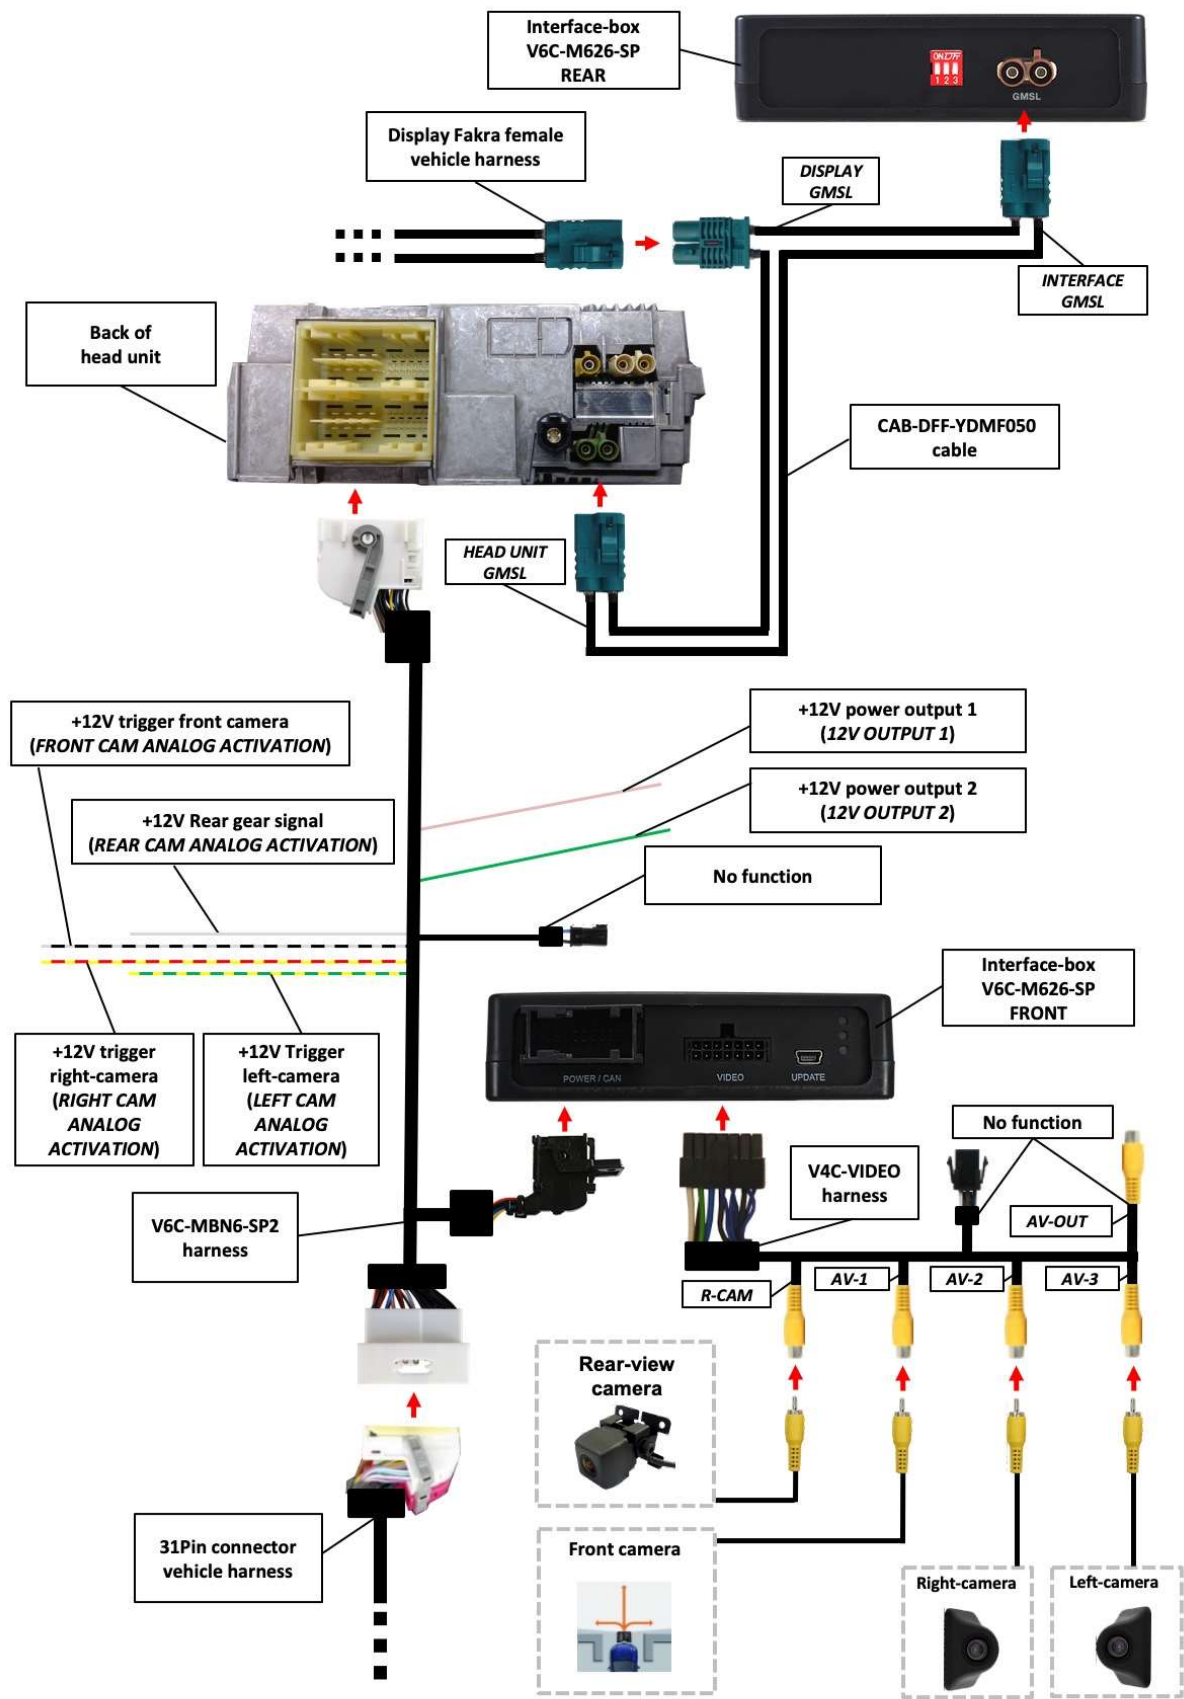 Interface-box
V6C-M626-SP
REAR
ON OFF
1 2 3
GMSL
Display Fakra female
vehicle harness
DISPLAY
GMSL
INTERFACE
GMSL
Back of
head unit
CAB-DFF-YDMF050
cable
HEAD UNIT
GMSL
+12V trigger front camera
(FRONT CAM ANALOG ACTIVATION)
+12V power output 1
(12V OUTPUT 1)
+12V Rear gear signal
(REAR CAM ANALOG ACTIVATION)
+12V power output 2
(12V OUTPUT 2)
No function
Interface-box
V6C-M626-SP
FRONT
+12V trigger
right-camera
(RIGHT CAM
ANALOG
ACTIVATION)
+12V Trigger
left-camera
(LEFT CAM
ANALOG
ACTIVATION)
POWER / CAN
VIDEO
UPDATE
No function
V4C-VIDEO
harness
AV-OUT
V6C-MBN6-SP2
harness
R-CAM
AV-1
AV-2
AV-3
Rear-view
camera
31Pin connector
vehicle harness
Front camera
Right-camera
Left-camera